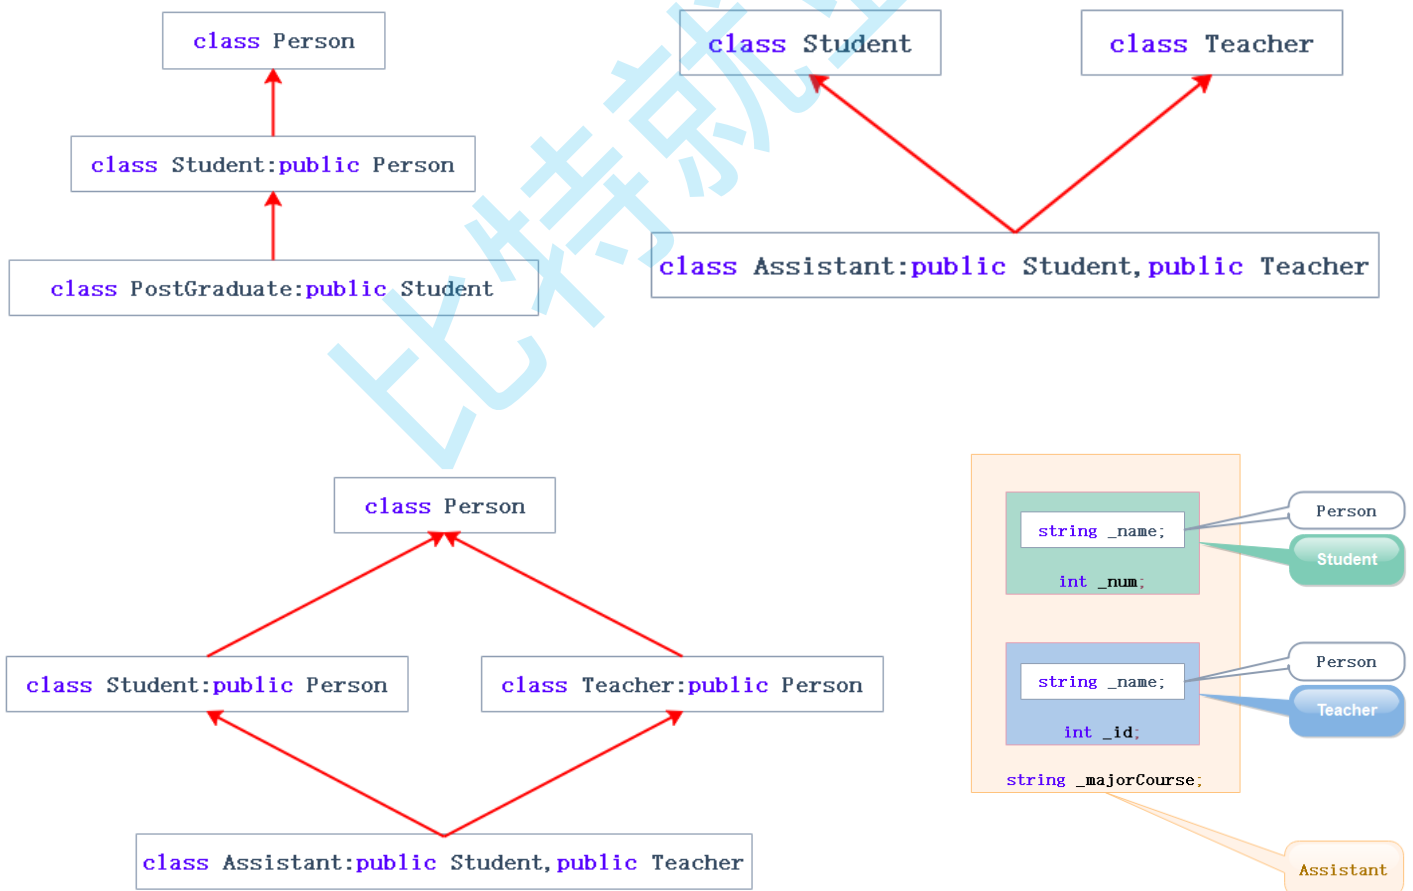 class Person
class Student:public Person
class PostGraduate:public Student
class Student
class Teacher
class Assistant:public Student,public Teacher
比特就业
class Person
class Student:public Person
class Teacher:public Person
class Assistant:public Student,public Teacher
string _name;
int _num;
string _name;
int _id;
string _majorCourse;
Person
Student
Person
Teacher
Assistant